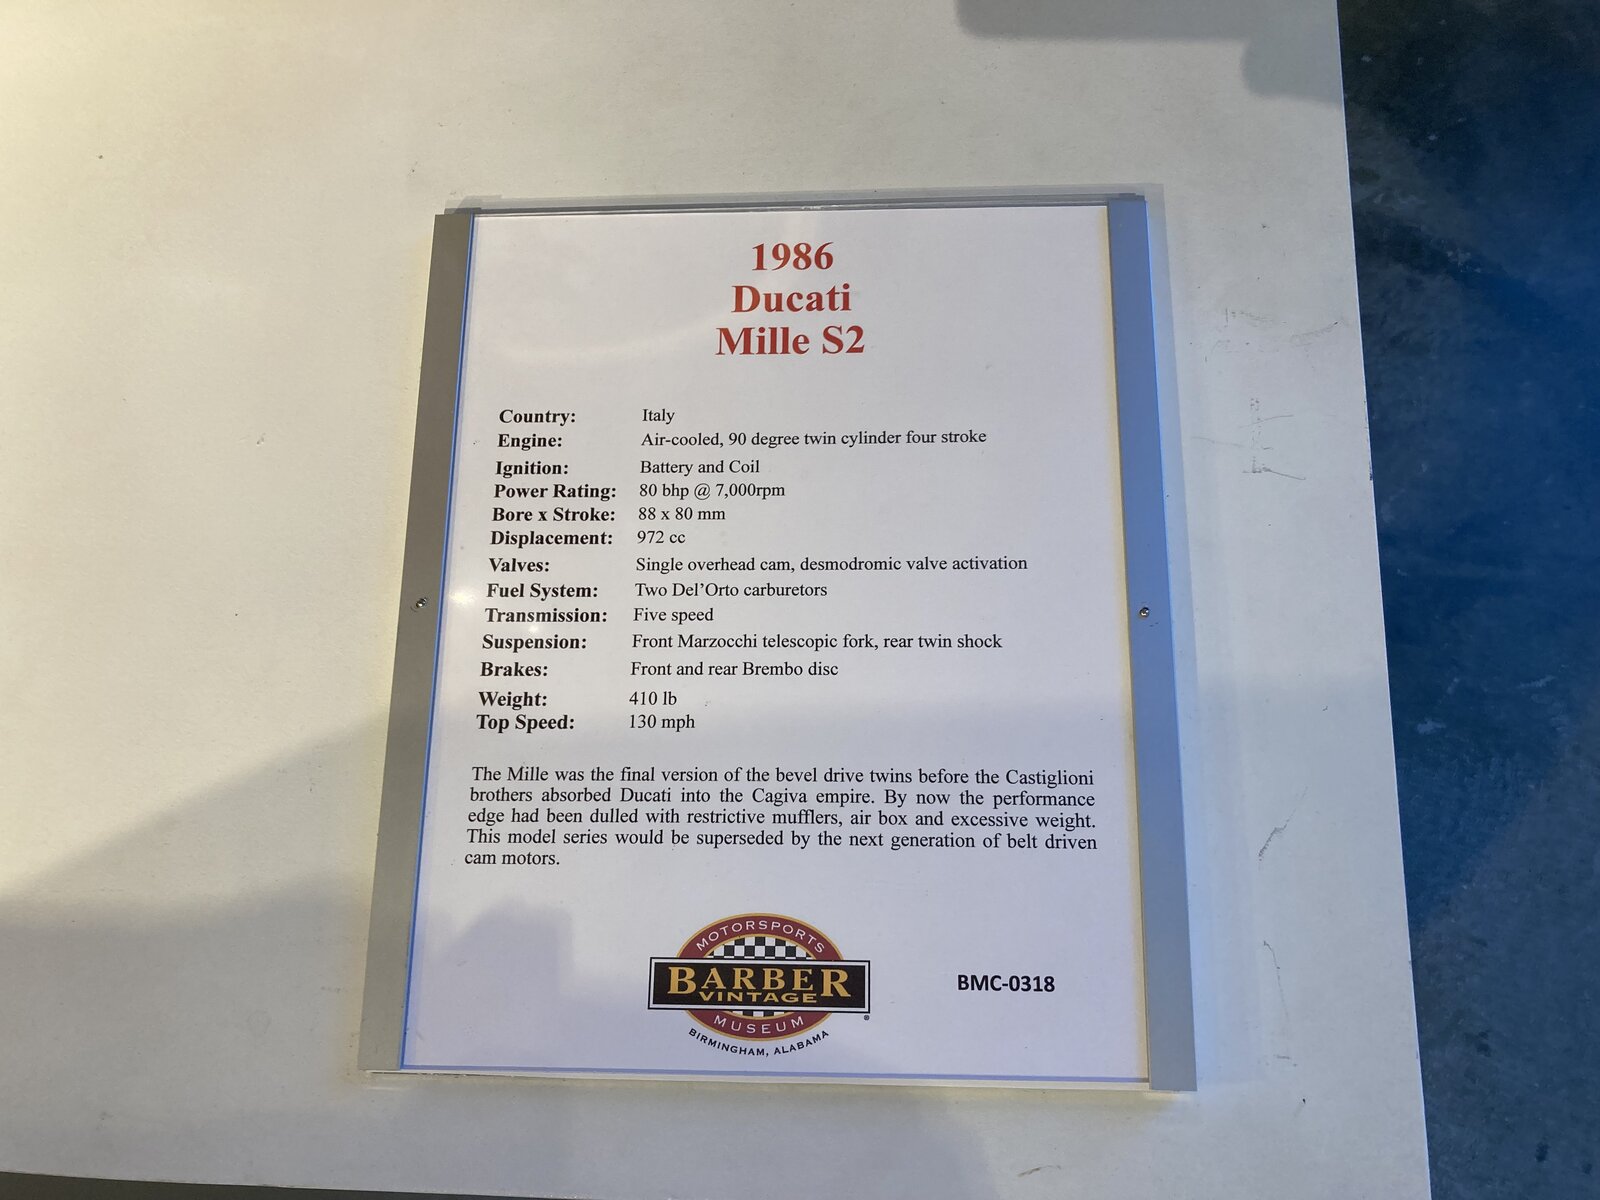 1986
Ducati
Mille S2
Country: Italy
Engine: Air-cooled, 90 degree twin cylinder four stroke
Ignition: Battery and Coil
Power Rating: 80 bhp @ 7,000rpm
Bore x Stroke: 88 x 80 mm
Displacement: 972 cc
Valves: Single overhead cam, desmodromic valve activation
Fuel System: Two Del'Orto carburetors
Transmission: Five speed
Suspension: Front Marzocchi telescopic fork, rear twin shock
Brakes: Front and rear Brembo disc
Weight: 410 lb
Top Speed: 130 mph
The Mille was the final version of the bevel drive twins before the Castiglioni
brothers absorbed Ducati into the Cagiva empire. By now the performance
edge had been dulled with restrictive mufflers, air box and excessive weight.
This model series would be superseded by the next generation of belt driven
cam motors.
MOTORSPORTS
BARBER
VINTAGE
MUSEUM
BIRMINGHAM, ALABAMA
®
BMC-0318